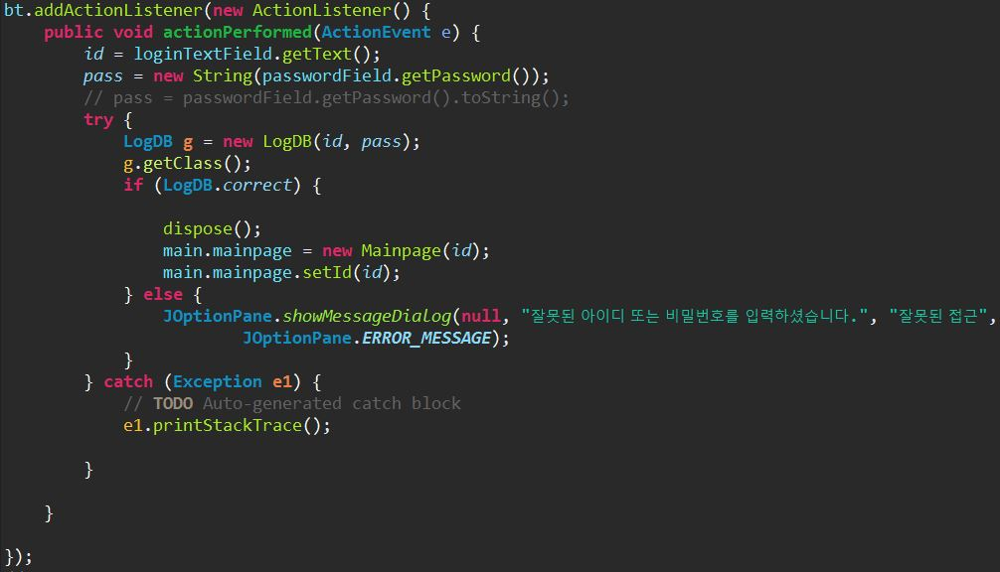 bt.addActionListener(new ActionListener() {
    public void actionPerformed(ActionEvent e) {
        id = loginTextField.getText();
        pass = new String(passwordField.getPassword());
        // pass = passwordField.getPassword().toString();
        try {
            LogDB g = new LogDB(id, pass);
            g.getClass();
            if (LogDB.correct) {
                dispose();
                main.mainpage = new Mainpage(id);
                main.mainpage.setId(id);
            } else {
                JOptionPane.showMessageDialog(null, "잘못된 아이디 또는 비밀번호를 입력하셨습니다.", "잘못된 접근",
                        JOptionPane.ERROR_MESSAGE);
            }
        } catch (Exception e1) {
            // TODO Auto-generated catch block
            e1.printStackTrace();
        }
    }
});